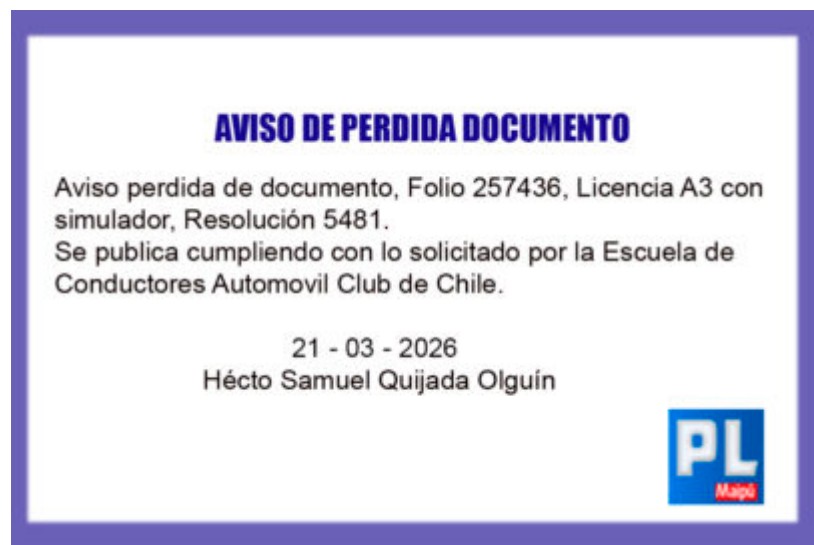 AVISO DE PERDIDA DOCUMENTO
Aviso perdida de documento, Folio 257436, Licencia A3 con
simulador, Resolución 5481.
Se publica cumpliendo con lo solicitado por la Escuela de
Conductores Automovil Club de Chile.
21 - 03 - 2026
Hécto Samuel Quijada Olguín
PL
Maipú